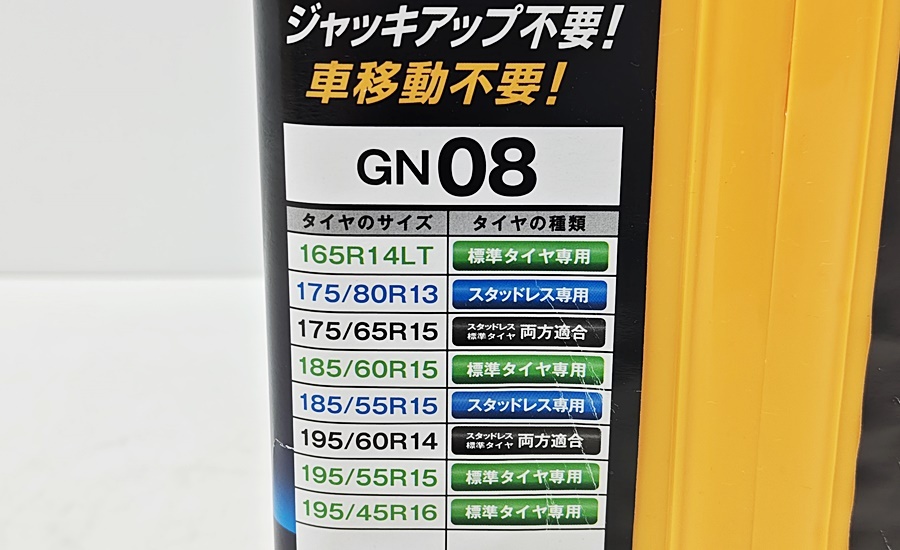 ジャッキアップ不要!
車移動不要!
GN08
タイヤのサイズ タイヤの種類
165R14LT 標準タイヤ専用
175/80R13 スタッドレス専用
175/65R15 スタッドレス 標準タイヤ 両方適合
185/60R15 標準タイヤ専用
185/55R15 スタッドレス専用
195/60R14 スタッドレス 標準タイヤ 両方適合
195/55R15 標準タイヤ専用
195/45R16 標準タイヤ専用